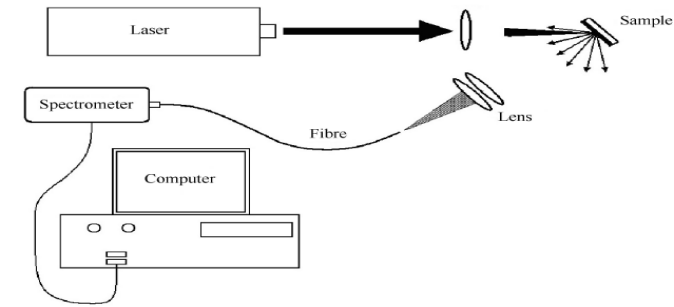 Laser
Sample
Spectrometer
Lens
Fibre
Computer